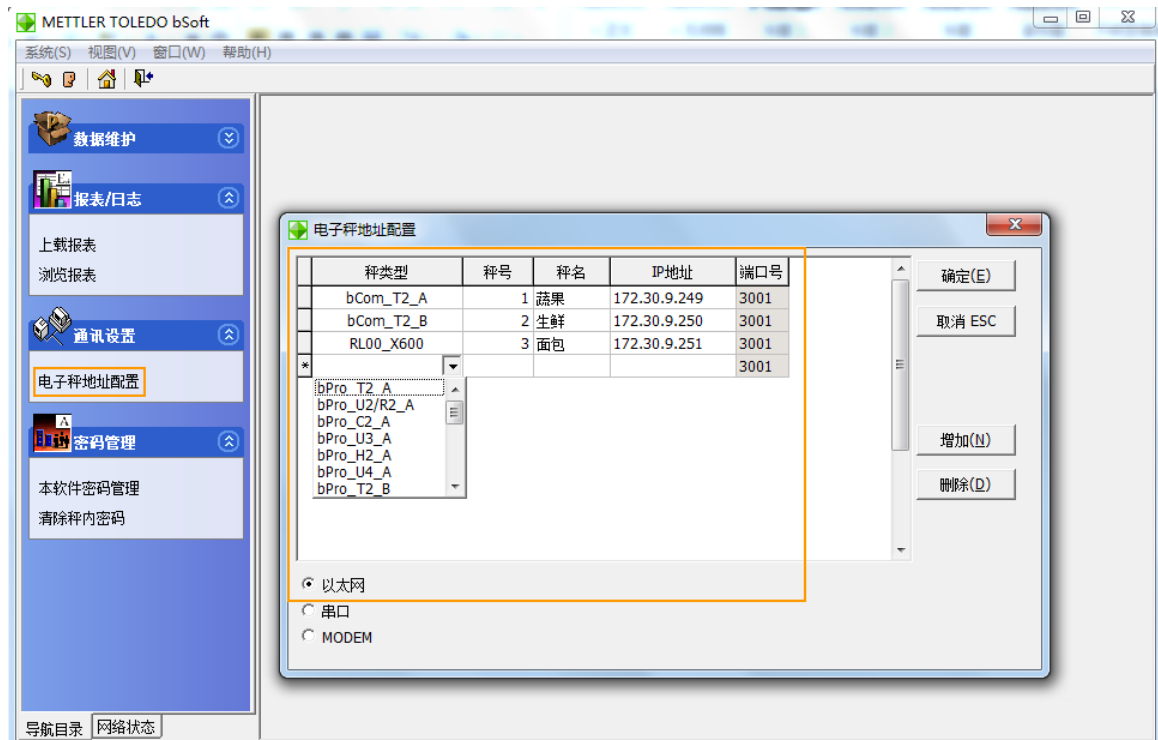 METTLER TOLEDO bSoft
系统(S) 视图(V) 窗口(W) 帮助(H)
数据维护
报表/日志
上载报表
浏览报表
通讯设置
电子秤地址配置
密码管理
本软件密码管理
清除秤内密码
导航目录 网络状态
电子秤地址配置
秤类型 秤号 秤名 IP地址 端口号
bCom_T2_A 1 蔬果 172.30.9.249 3001
bCom_T2_B 2 生鲜 172.30.9.250 3001
RL00_X600 3 面包 172.30.9.251 3001
* 3001
bPro_T2_A
bPro_U2/R2_A
bPro_C2_A
bPro_U3_A
bPro_H2_A
bPro_U4_A
bPro_T2_B
以太网
串口
MODEM
确定(E)
取消 ESC
增加(N)
删除(D)